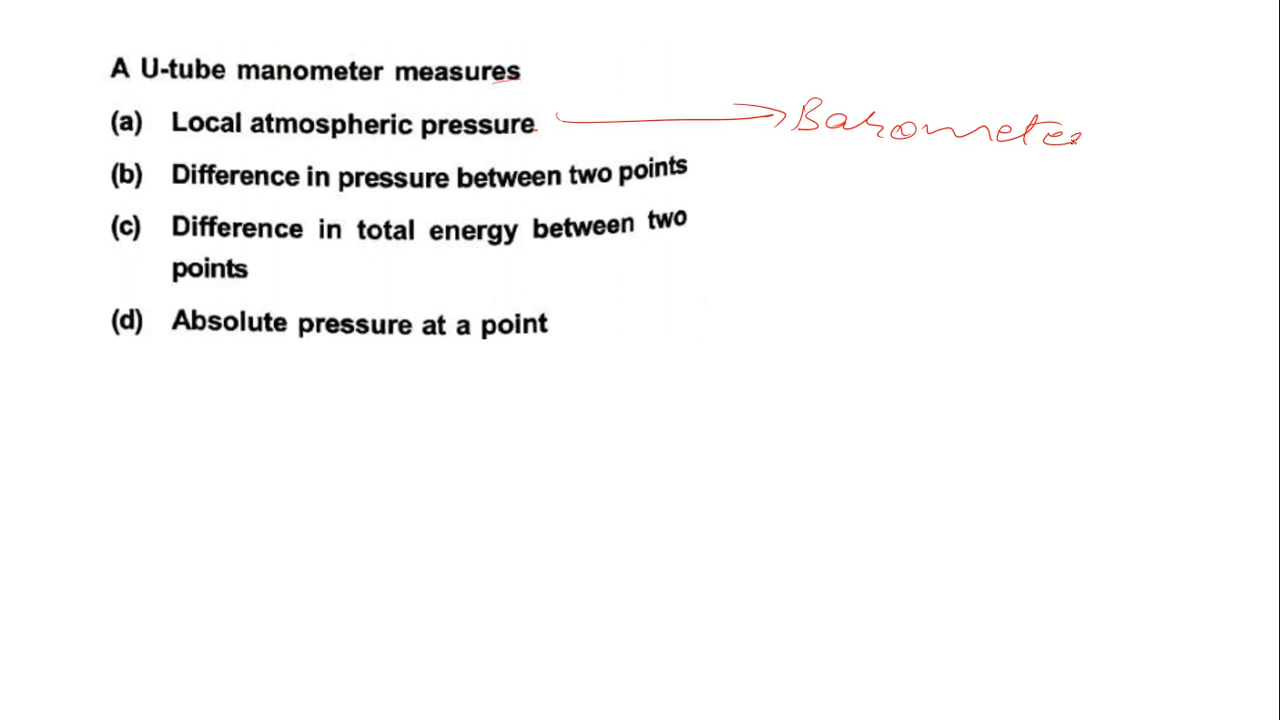 A U-tube manometer measures
(a) Local atmospheric pressure Barometer
(b) Difference in pressure between two points
(c) Difference in total energy between two
points
(d) Absolute pressure at a point